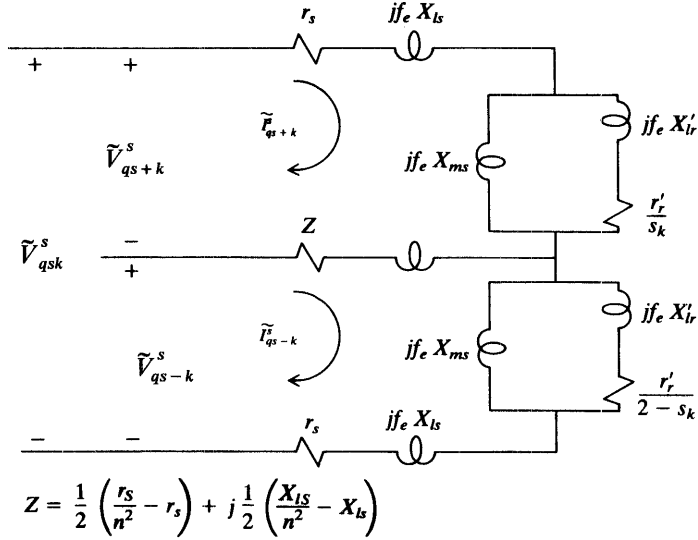 r_s
jf_e X_ls
+ +
Ĩ^s_qs+k
jf_e X'_lr
Ṽ^s_qs+k
jf_e X_ms
r'_r / s_k
Z
−
Ṽ^s_qsk
+
Ĩ^s_qs−k
jf_e X'_lr
jf_e X_ms
Ṽ^s_qs−k
r'_r / 2 − s_k
r_s
jf_e X_ls
− −
Z = 1/2 (r_S/n^2 − r_s) + j 1/2 (X_lS/n^2 − X_ls)